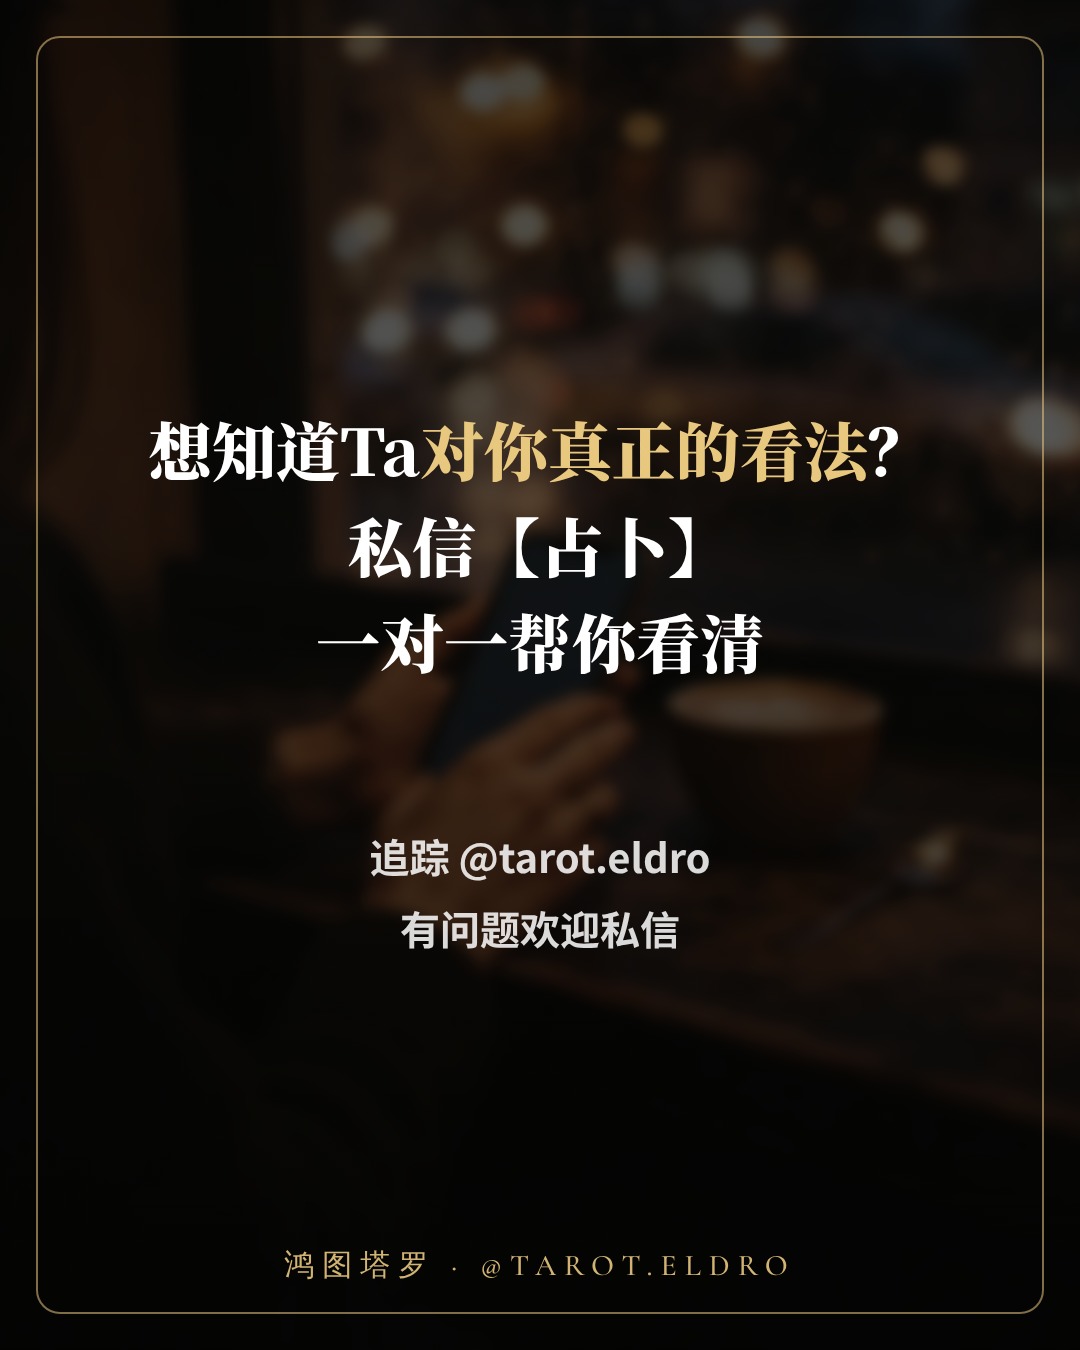 想知道Ta对你真正的看法?
私信【占卜】
一对一帮你看清
追踪 @tarot.eldro
有问题欢迎私信
鸿图塔罗 · @TAROT.ELDRO